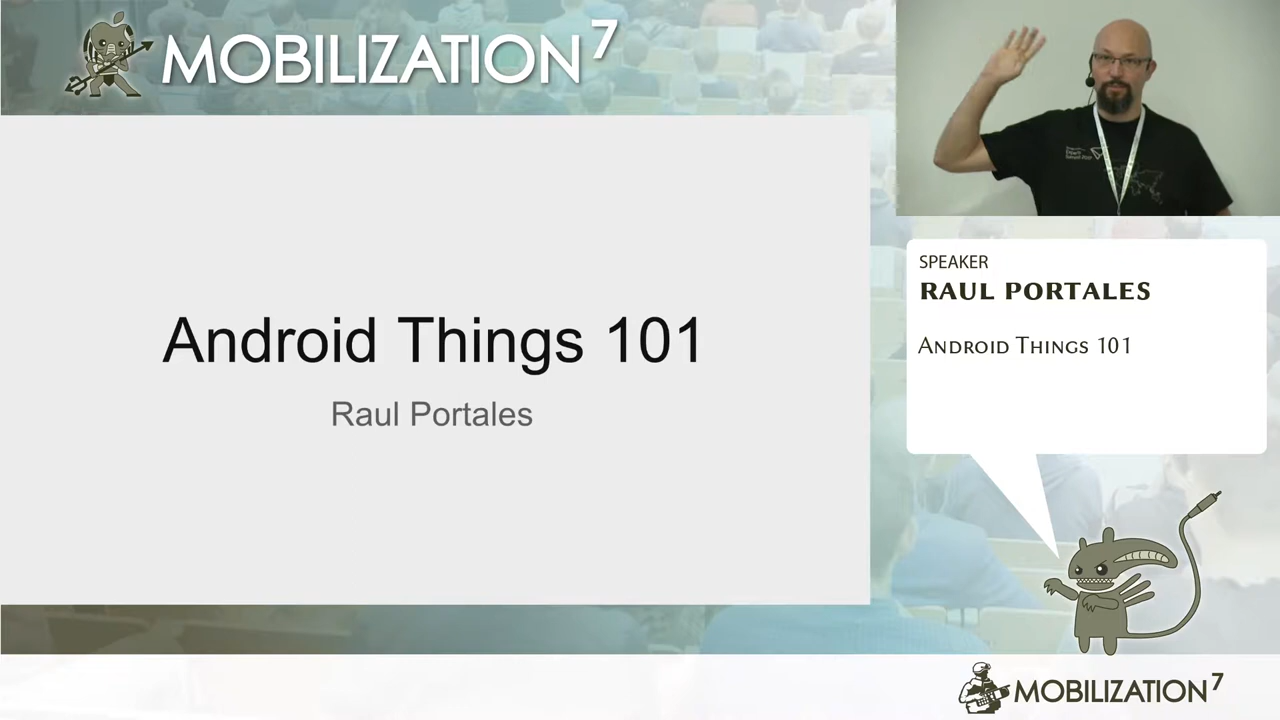 MOBILIZATION7
Android Things 101
Raul Portales
SPEAKER
RAUL PORTALES
ANDROID THINGS 101
MOBILIZATION7